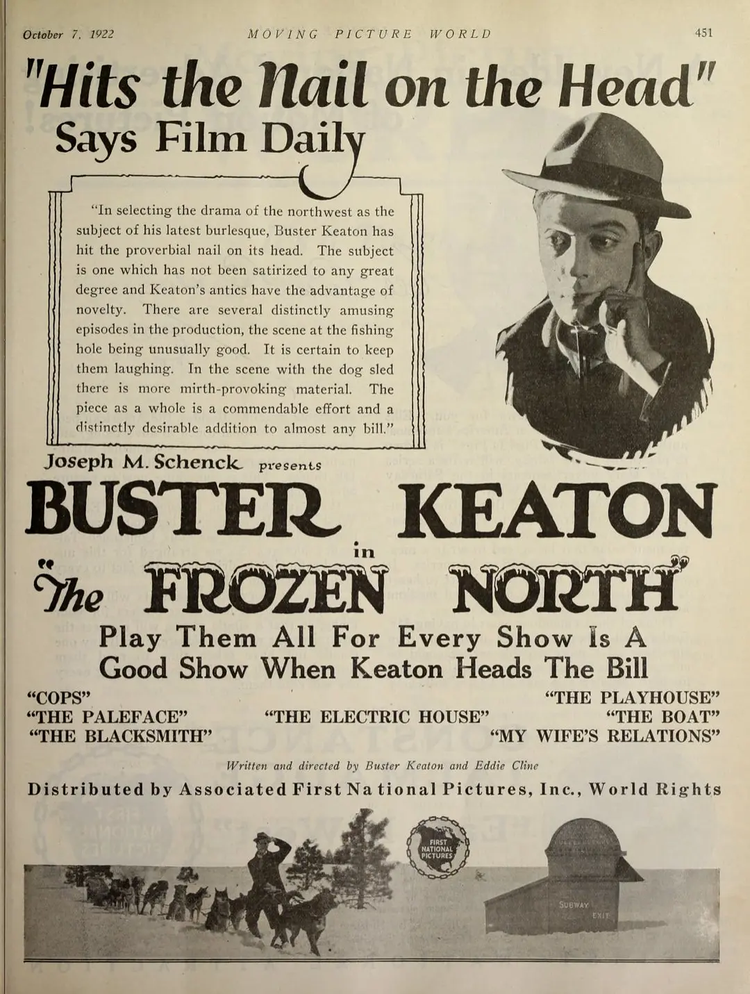 October 7, 1922 MOVING PICTURE WORLD 451
"Hits the Nail on the Head"
Says Film Daily
"In selecting the drama of the northwest as the
subject of his latest burlesque, Buster Keaton has
hit the proverbial nail on its head. The subject
is one which has not been satirized to any great
degree and Keaton's antics have the advantage of
novelty. There are several distinctly amusing
episodes in the production, the scene at the fishing
hole being unusually good. It is certain to keep
them laughing. In the scene with the dog sled
there is more mirth-provoking material. The
piece as a whole is a commendable effort and a
distinctly desirable addition to almost any bill."
Joseph M. Schenck presents
BUSTER KEATON
in
"The FROZEN NORTH"
Play Them All For Every Show Is A
Good Show When Keaton Heads The Bill
"COPS" "THE PLAYHOUSE"
"THE PALEFACE" "THE ELECTRIC HOUSE" "THE BOAT"
"THE BLACKSMITH" "MY WIFE'S RELATIONS"
Written and directed by Buster Keaton and Eddie Cline
Distributed by Associated First National Pictures, Inc., World Rights
FIRST
NATIONAL
PICTURES
SUBWAY
EXIT